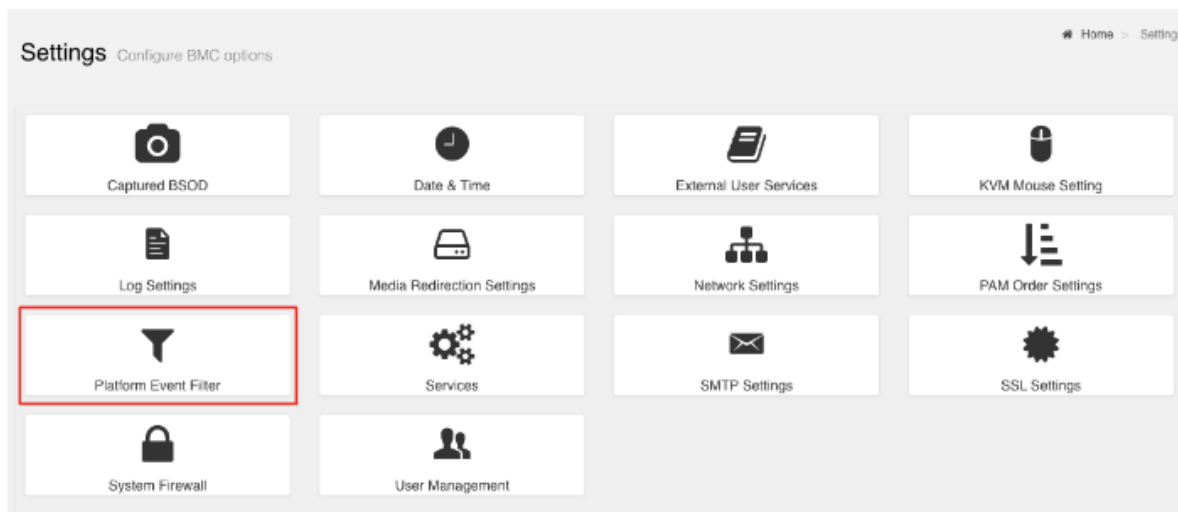 Settings Configure BMC options
Home > Setting
Captured BSOD
Date & Time
External User Services
KVM Mouse Setting
Log Settings
Media Redirection Settings
Network Settings
PAM Order Settings
Platform Event Filter
Services
SMTP Settings
SSL Settings
System Firewall
User Management